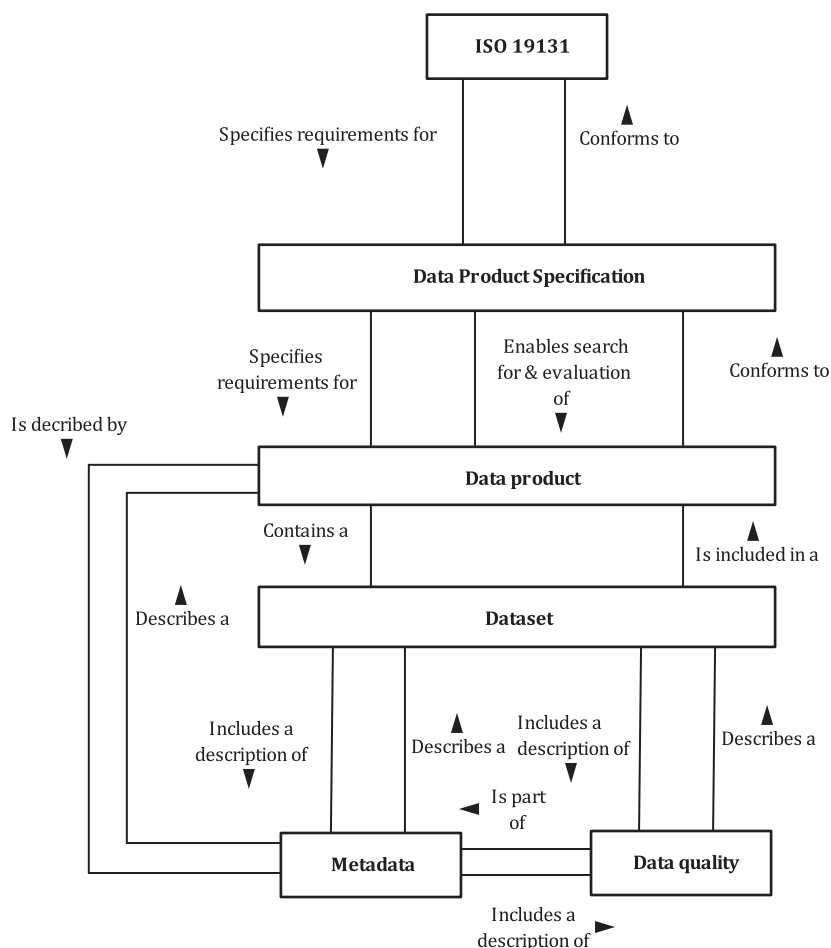 ISO 19131
Specifies requirements for
Conforms to
Data Product Specification
Specifies
requirements for
Enables search
for & evaluation
of
Conforms to
Is decribed by
Data product
Contains a
Is included in a
Describes a
Dataset
Includes a
description of
Describes a
Includes a
description of
Describes a
Is part
of
Metadata
Data quality
Includes a
description of